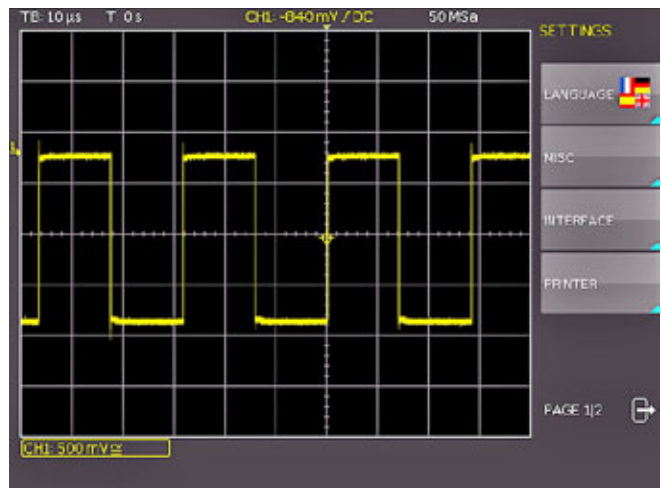 TB: 10 µs T: 0 s CH1: -840 mV / DC 50 MSa
SETTINGS
LANGUAGE
MISC
INTERFACE
PRINTER
PAGE 1|2
CH1: 500 mV